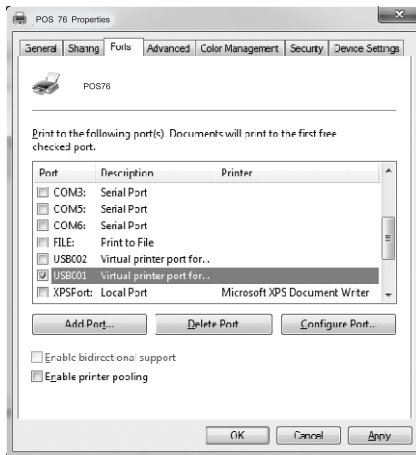 POS 76 Properties
General Sharing Ports Advanced Color Management Security Device Settings
POS76
Print to the following port(s). Documents will print to the first free
checked port.
Port Description Printer
COM3: Serial Port
COM5: Serial Port
COM6: Serial Port
FILE: Print to File
USB002 Virtual printer port for...
USB001 Virtual printer port for...
XPSPort: Local Port Microsoft XPS Document Writer
Add Port... Delete Port Configure Port...
Enable bidirectional support
Enable printer pooling
OK Cancel Apply